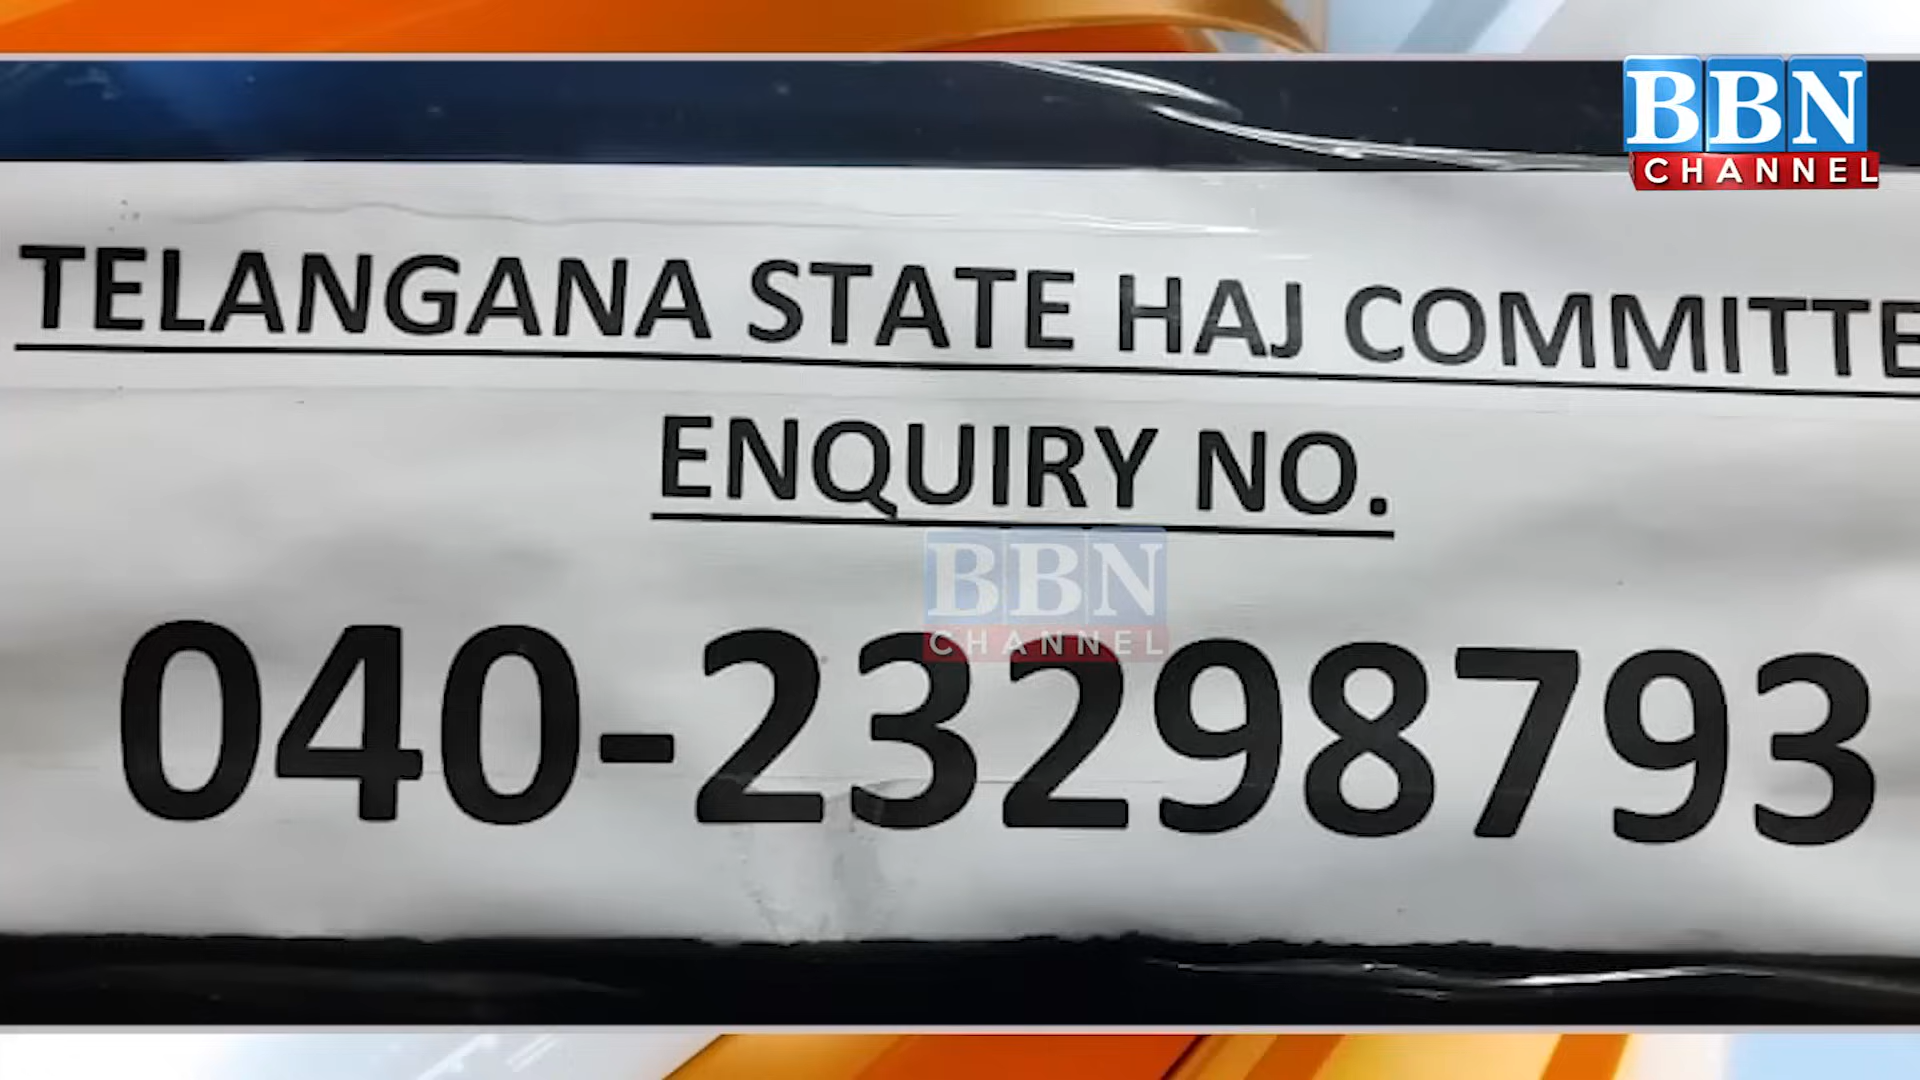 BBN
CHANNEL
TELANGANA STATE HAJ COMMITTE
ENQUIRY NO.
BBN
CHANNEL
040-23298793